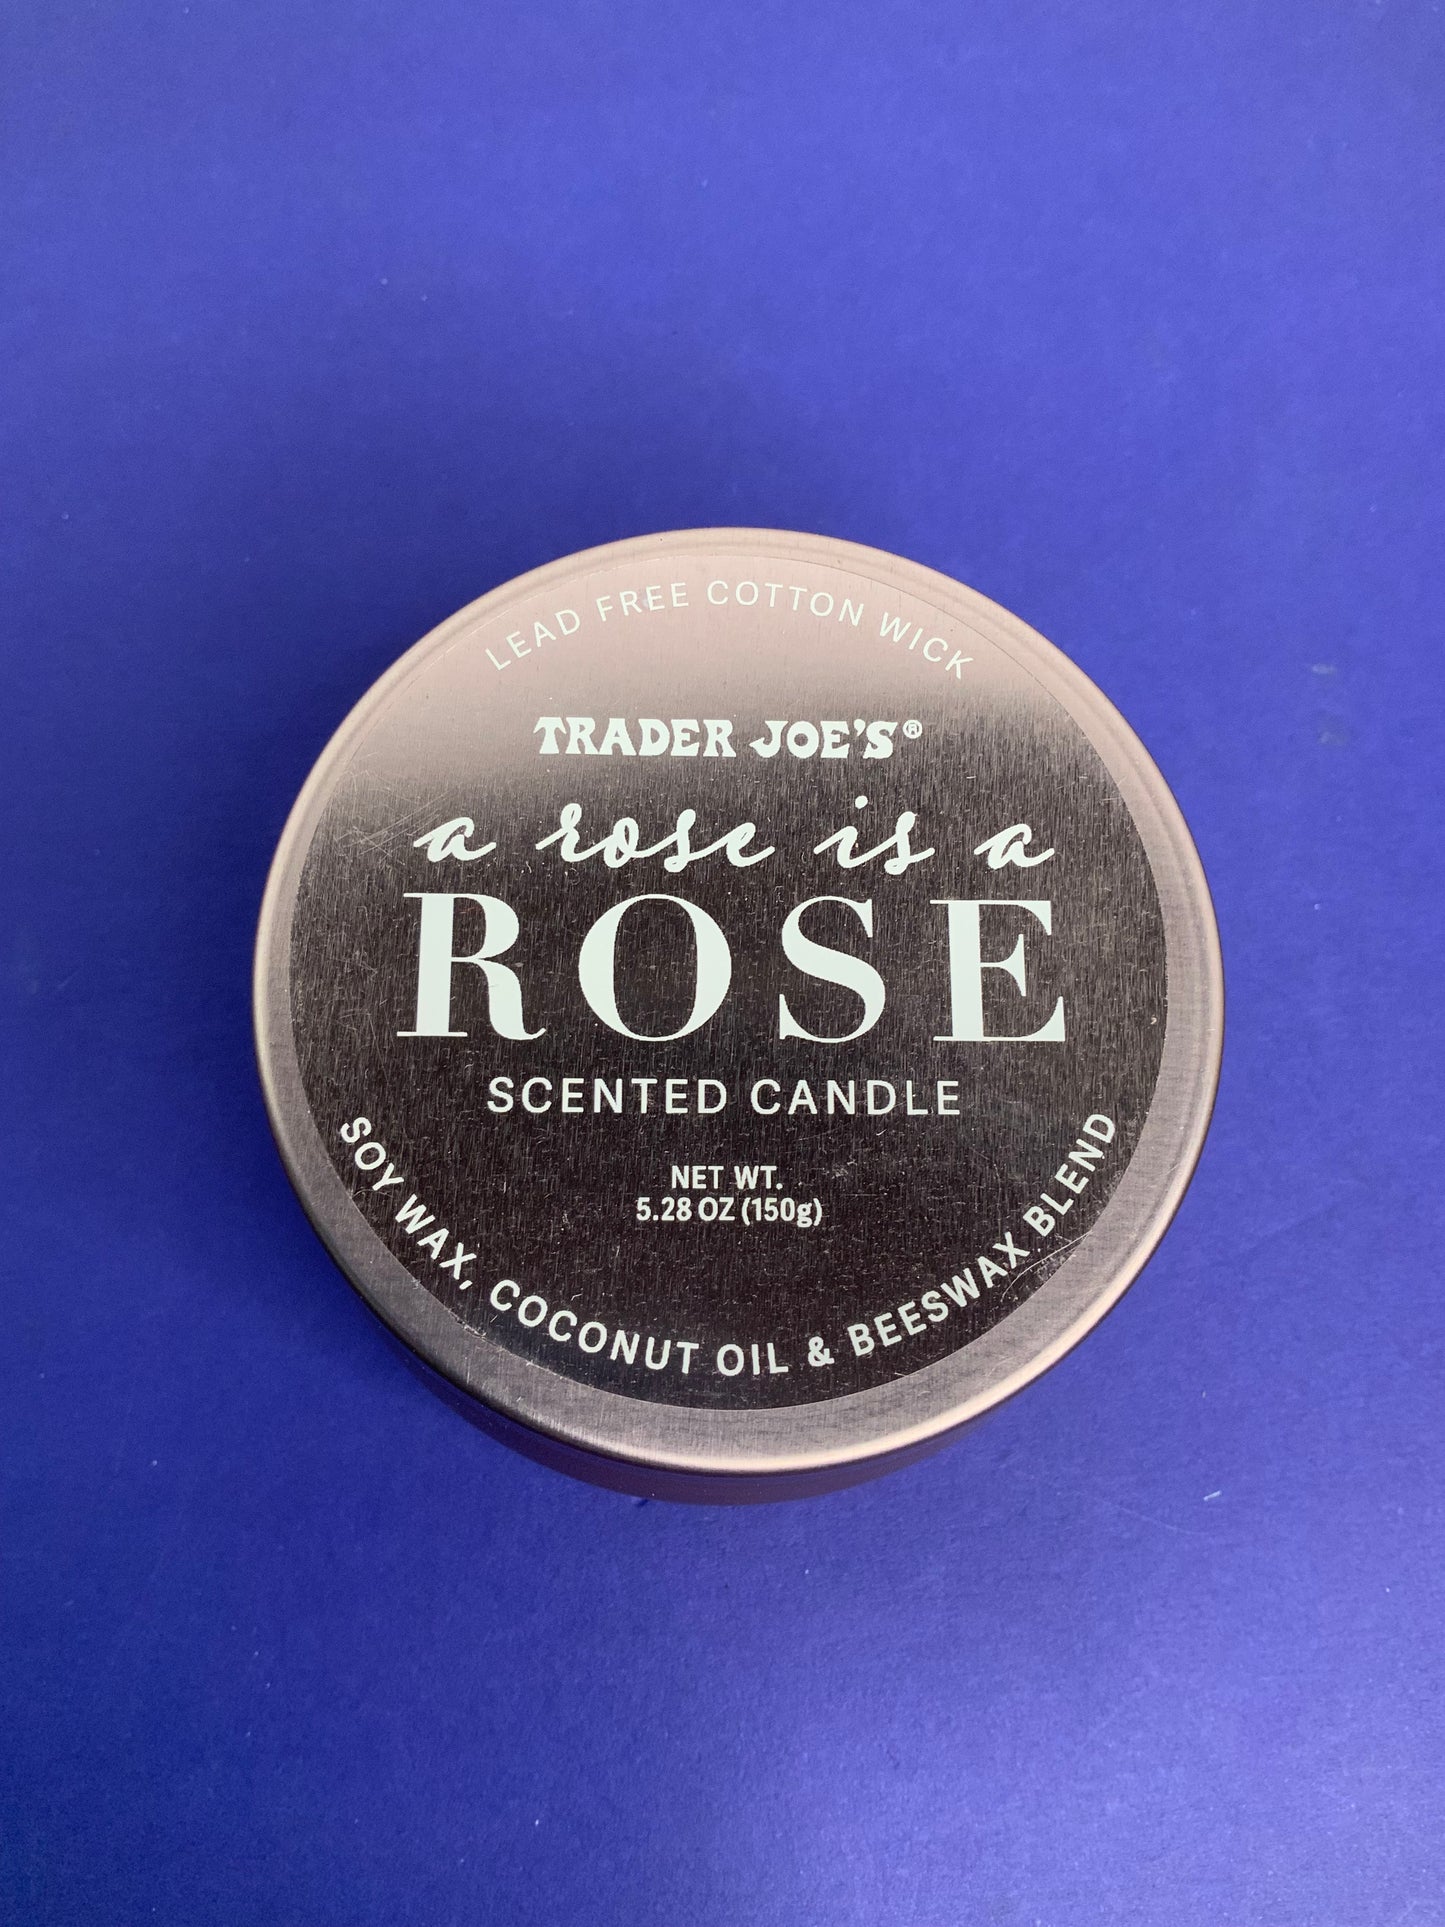 LEAD FREE COTTON WICK
TRADER JOE'S®
a rose is a
ROSE
SCENTED CANDLE
NET WT.
5.28 OZ (150g)
SOY WAX, COCONUT OIL & BEESWAX BLEND